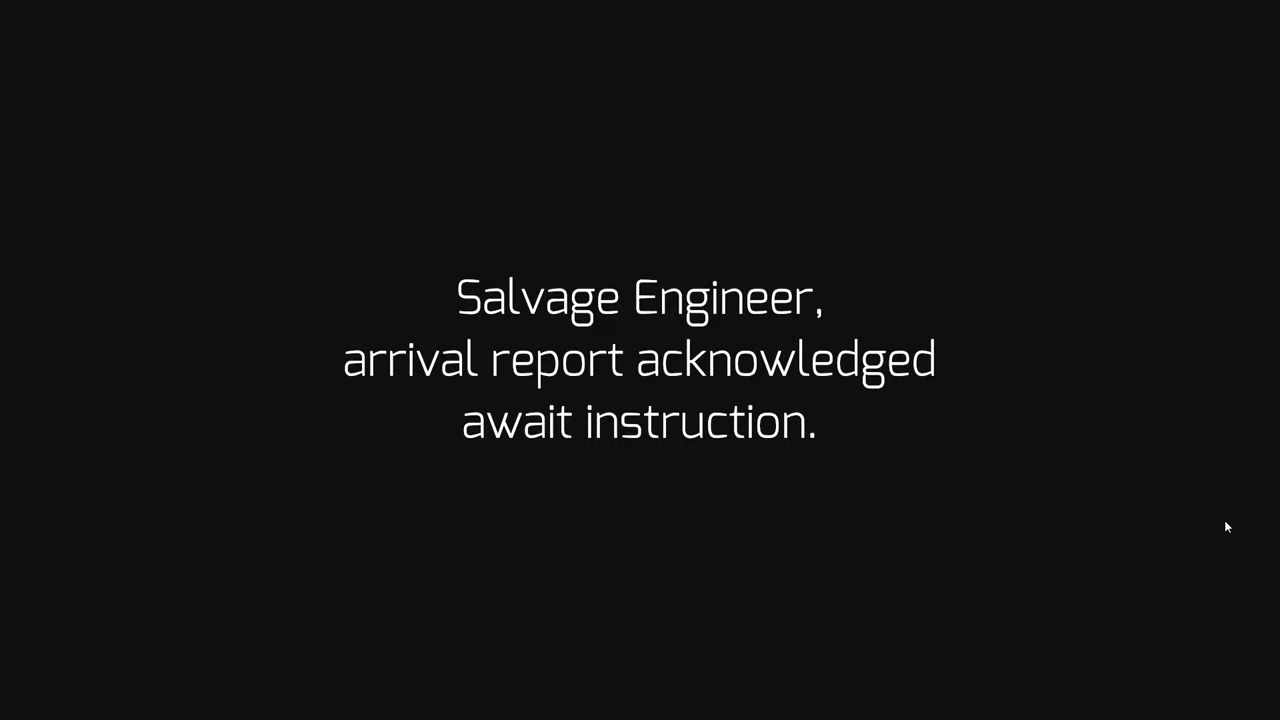 Salvage Engineer,
arrival report acknowledged
await instruction.